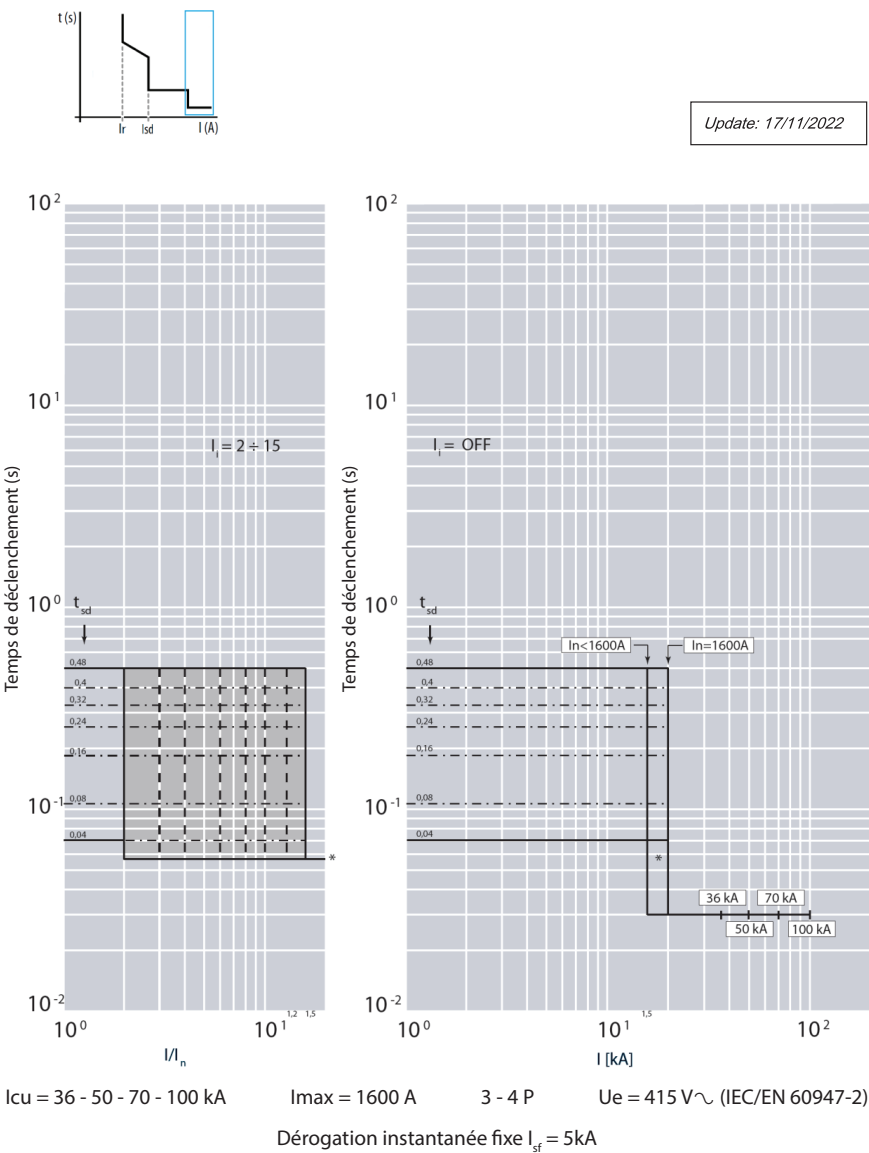 t (s)
Ir
Isd
I (A)
Update: 17/11/2022
10²
10¹
10⁰
10⁻¹
10⁻²
Temps de déclenchement (s)
Iᵢ = 2 ÷ 15
t sd
0,48
0,4
0,32
0,24
0,16
0,08
0,04
*
10⁰
10¹
1,2
1,5
I/Iₙ
10²
10¹
10⁰
10⁻¹
10⁻²
Temps de déclenchement (s)
Iᵢ = OFF
t sd
In<1600A
In=1600A
0,48
0,4
0,32
0,24
0,16
0,08
0,04
*
36 kA
70 kA
50 kA
100 kA
10⁰
10¹
1,5
10²
I [kA]
Icu = 36 - 50 - 70 - 100 kA
Imax = 1600 A
3 - 4 P
Ue = 415 V～ (IEC/EN 60947-2)
Dérogation instantanée fixe I sf = 5kA